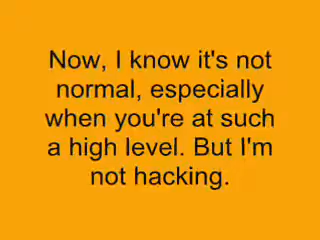 Now, I know it's not
normal, especially
when you're at such
a high level. But I'm
not hacking.